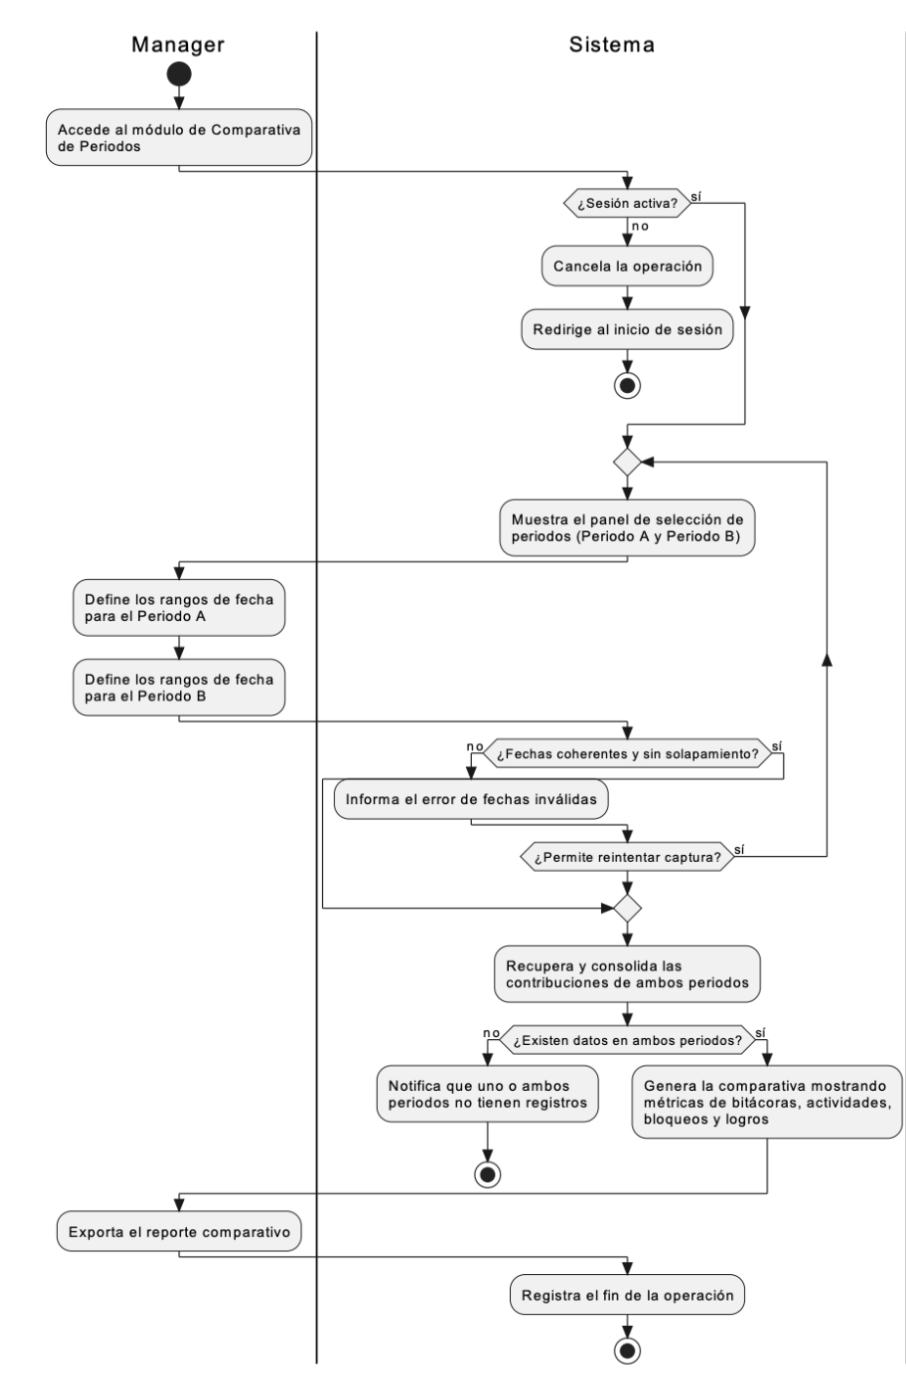 Manager
Sistema
Accede al módulo de Comparativa
de Periodos
¿Sesión activa?
sí
no
Cancela la operación
Redirige al inicio de sesión
Muestra el panel de selección de
periodos (Periodo A y Periodo B)
Define los rangos de fecha
para el Periodo A
Define los rangos de fecha
para el Periodo B
no
¿Fechas coherentes y sin solapamiento?
sí
Informa el error de fechas inválidas
¿Permite reintentar captura?
sí
Recupera y consolida las
contribuciones de ambos periodos
no
¿Existen datos en ambos periodos?
sí
Notifica que uno o ambos
periodos no tienen registros
Genera la comparativa mostrando
métricas de bitácoras, actividades,
bloqueos y logros
Exporta el reporte comparativo
Registra el fin de la operación